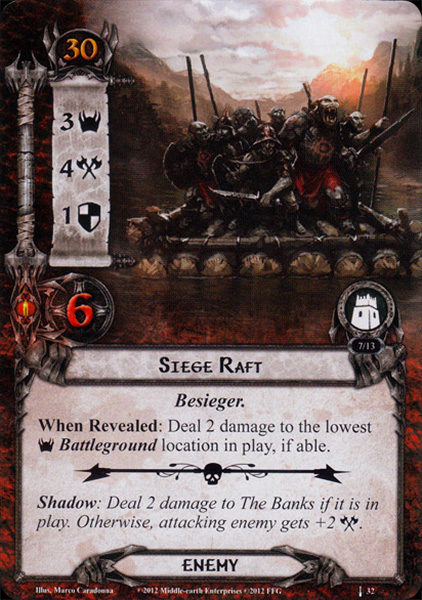 30
3
4
1
6
7/13
Siege Raft
Besieger.
When Revealed: Deal 2 damage to the lowest
Battleground location in play, if able.
Shadow: Deal 2 damage to The Banks if it is in
play. Otherwise, attacking enemy gets +2 .
ENEMY
Illus. Marco Caradonna ©2012 Middle-earth Enterprises ©2012 FFG 32